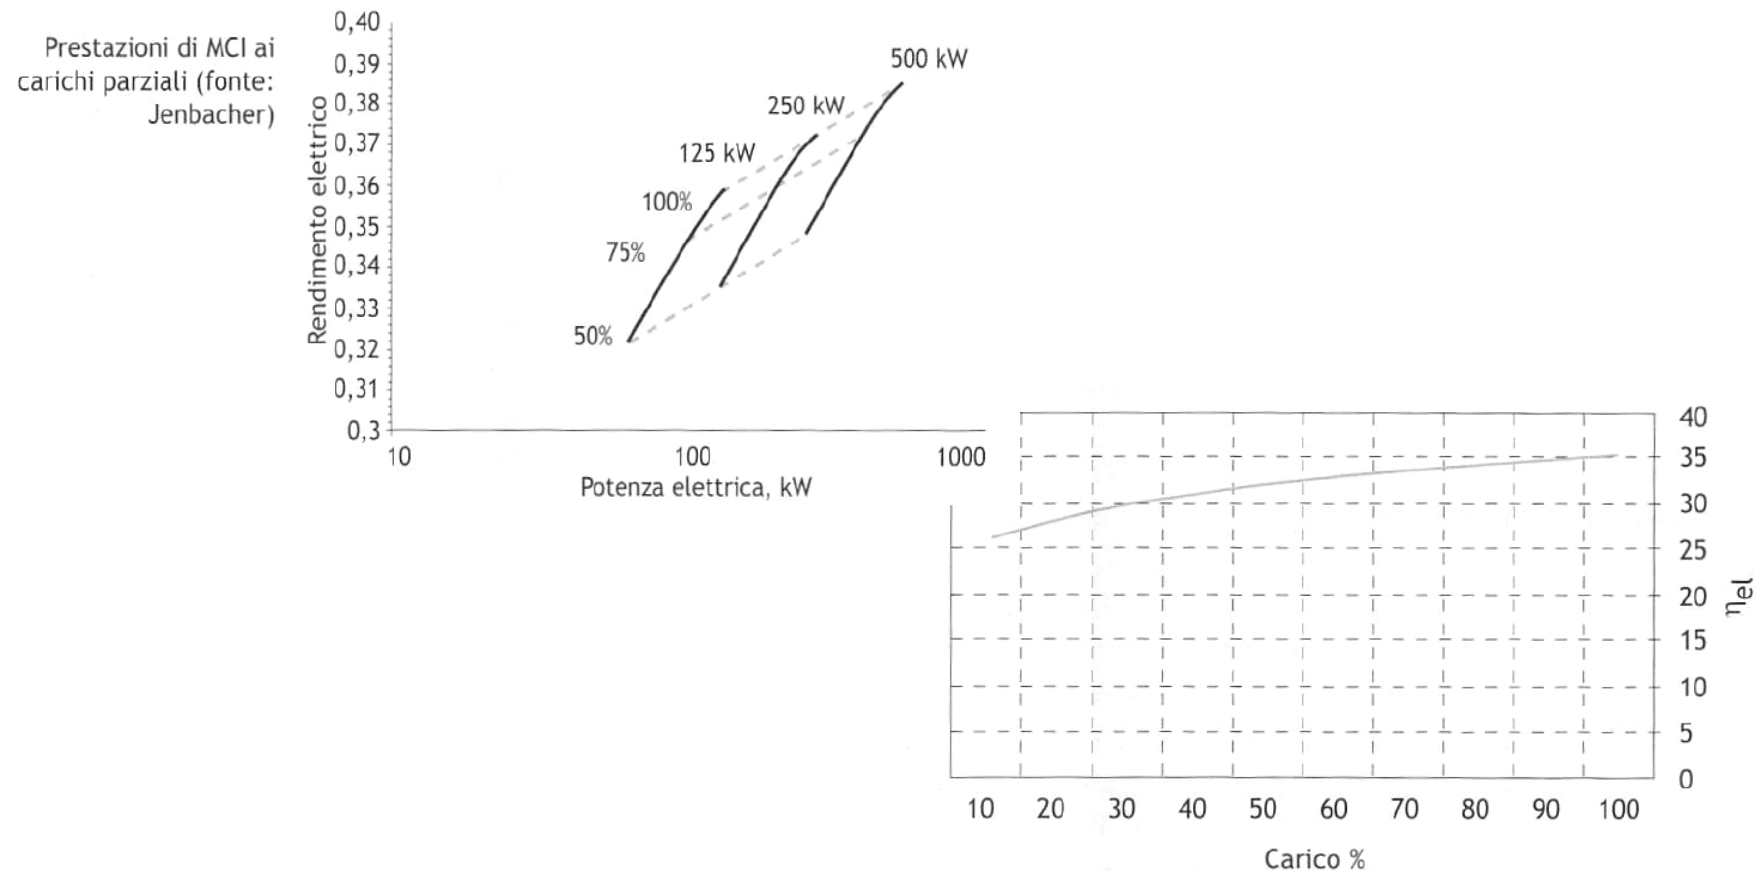 Prestazioni di MCI ai
carichi parziali (fonte:
Jenbacher)
Rendimento elettrico
0,40
0,39
0,38
0,37
0,36
0,35
0,34
0,33
0,32
0,31
0,3
500 kW
250 kW
125 kW
100%
75%
50%
10 100 1000
Potenza elettrica, kW
40
35
30
25
20
15
10
5
0
ηel
10 20 30 40 50 60 70 80 90 100
Carico %